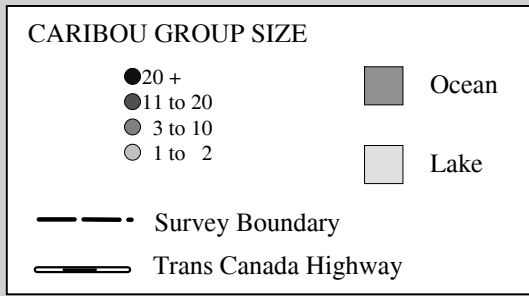 CARIBOU GROUP SIZE
20 +
11 to 20
3 to 10
1 to 2
Ocean
Lake
Survey Boundary
Trans Canada Highway